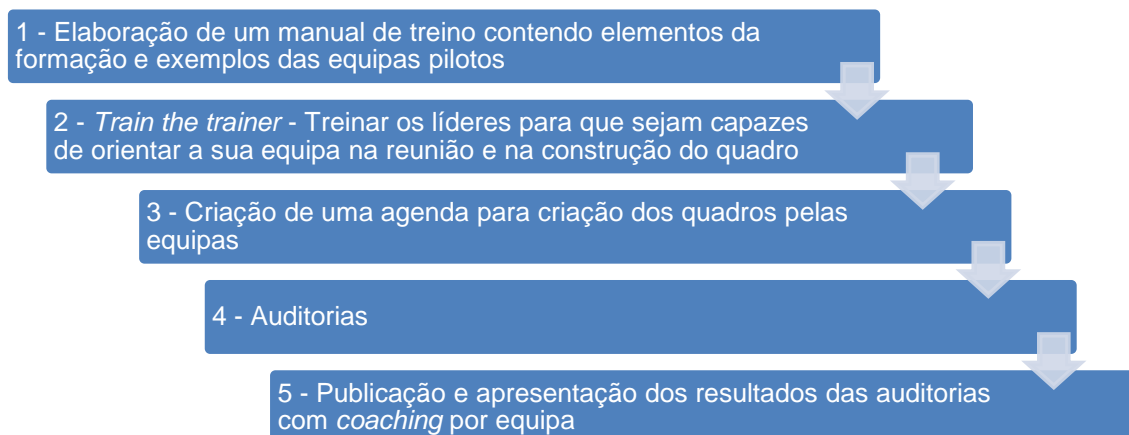 1 - Elaboração de um manual de treino contendo elementos da
formação e exemplos das equipas pilotos
2 - Train the trainer - Treinar os líderes para que sejam capazes
de orientar a sua equipa na reunião e na construção do quadro
3 - Criação de uma agenda para criação dos quadros pelas
equipas
4 - Auditorias
5 - Publicação e apresentação dos resultados das auditorias
com coaching por equipa